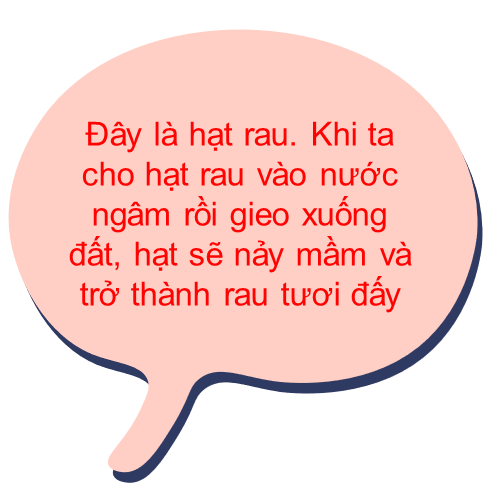 Đây là hạt rau. Khi ta
cho hạt rau vào nước
ngâm rồi gieo xuống
đất, hạt sẽ nảy mầm và
trở thành rau tươi đấy